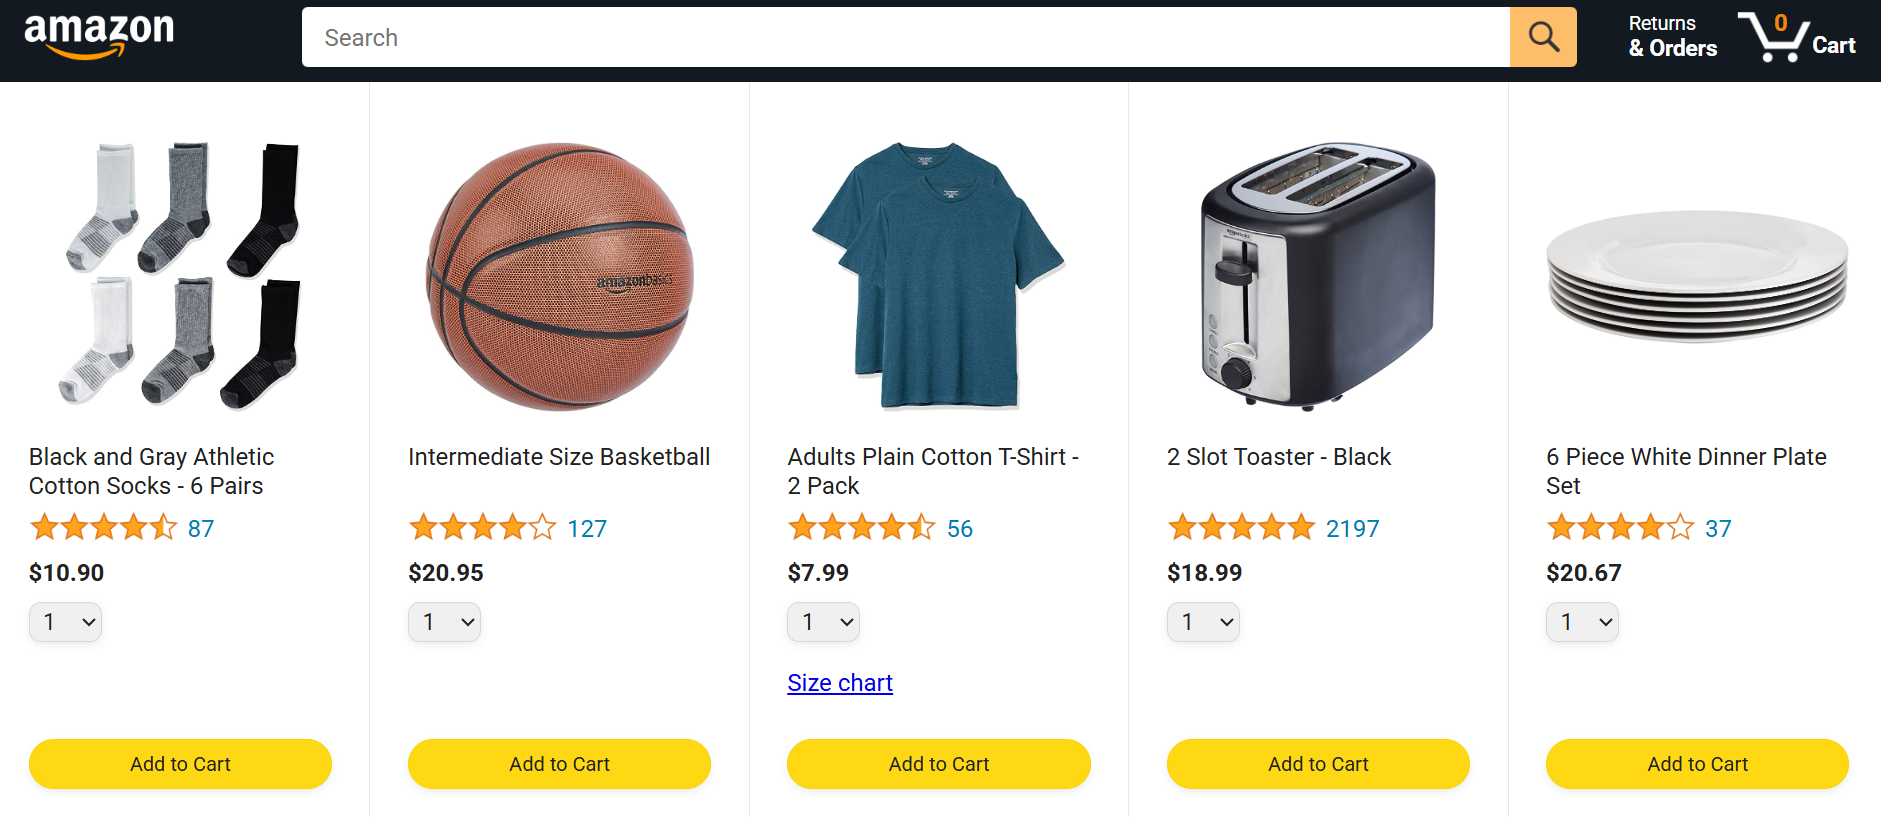 amazon
Search
Returns
& Orders
0
Cart
amazonbasics
Black and Gray Athletic
Cotton Socks - 6 Pairs
87
$10.90
1
Add to Cart
Intermediate Size Basketball
127
$20.95
1
Add to Cart
Adults Plain Cotton T-Shirt -
2 Pack
56
$7.99
1
Size chart
Add to Cart
2 Slot Toaster - Black
2197
$18.99
1
Add to Cart
6 Piece White Dinner Plate
Set
37
$20.67
1
Add to Cart